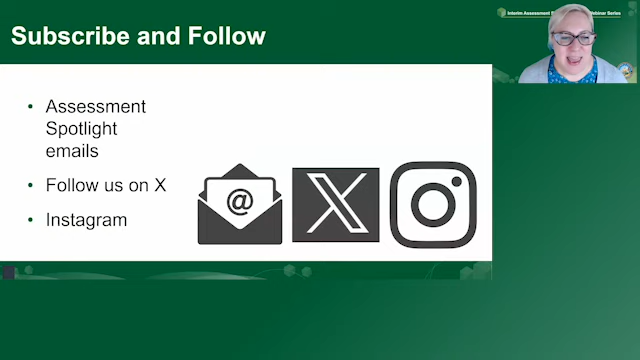 Subscribe and Follow
Interim Assessment
Webinar Series
• Assessment
Spotlight
emails
• Follow us on X
• Instagram
@